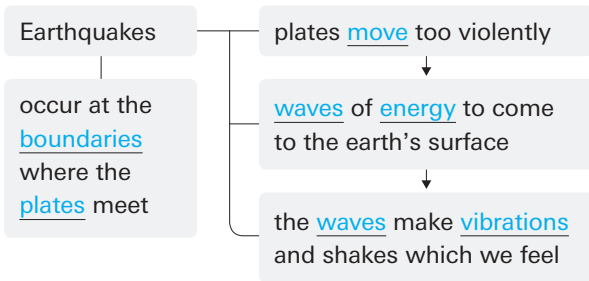 Earthquakes
occur at the
boundaries
where the
plates meet
plates move too violently
waves of energy to come
to the earth's surface
the waves make vibrations
and shakes which we feel